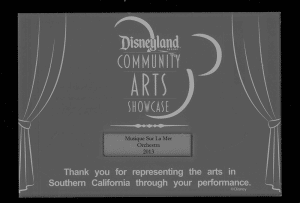 Disneyland
COMMUNITY
ARTS
SHOWCASE
Musique Sur La Mer
Orchestra
2013
Thank you for representing the arts in
Southern California through your performance.
©Disney